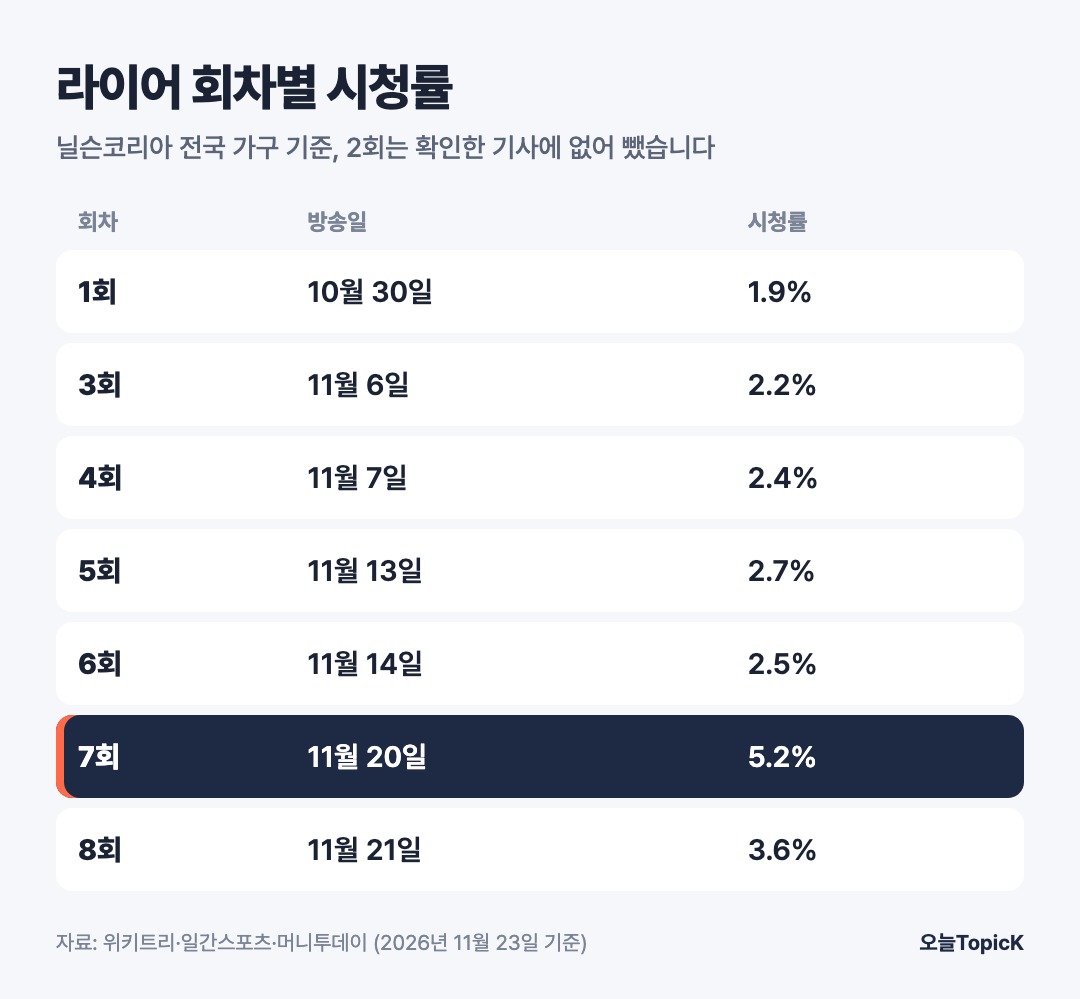 라이어 회차별 시청률
닐슨코리아 전국 가구 기준, 2회는 확인한 기사에 없어 뺐습니다
회차 방송일 시청률
1회 10월 30일 1.9%
3회 11월 6일 2.2%
4회 11월 7일 2.4%
5회 11월 13일 2.7%
6회 11월 14일 2.5%
7회 11월 20일 5.2%
8회 11월 21일 3.6%
자료: 위키트리·일간스포츠·머니투데이 (2026년 11월 23일 기준) 오늘TopicK